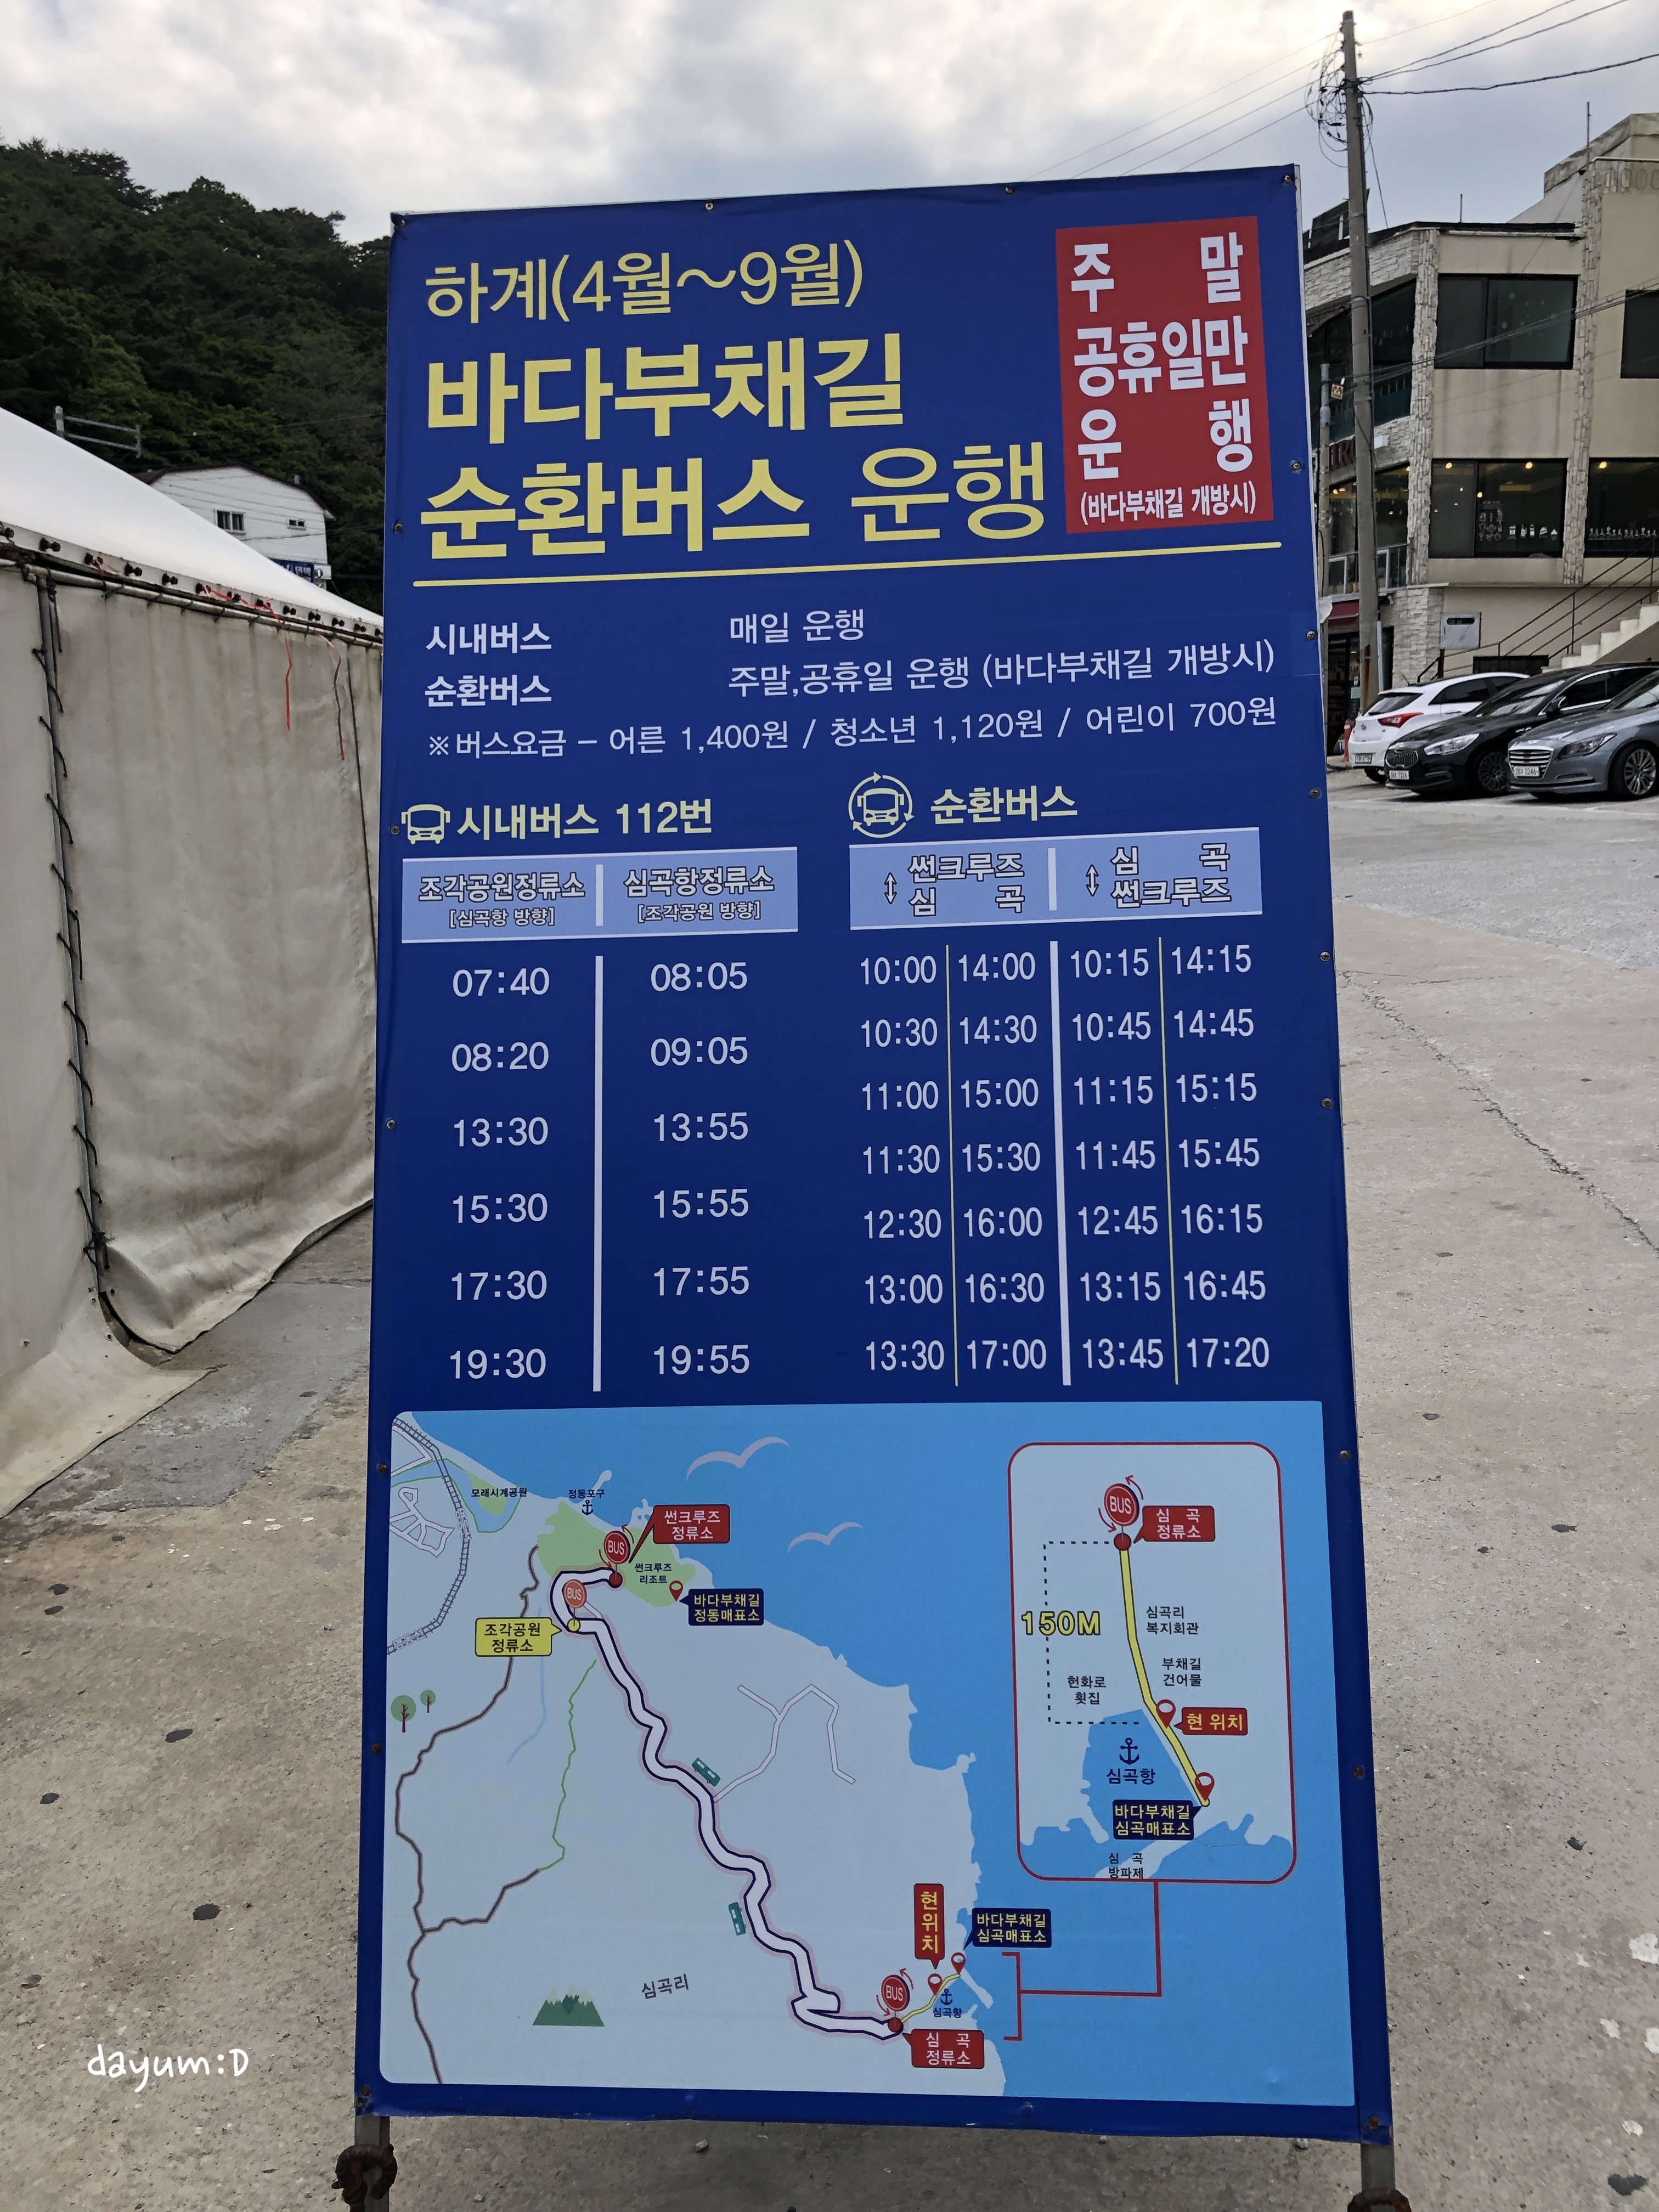 하계(4월~9월)
바다부채길
순환버스 운행
주 말
공휴일만
운 행
(바다부채길 개방시)
시내버스 매일 운행
순환버스 주말,공휴일 운행 (바다부채길 개방시)
※버스요금 - 어른 1,400원 / 청소년 1,120원 / 어린이 700원
시내버스 112번
조각공원정류소 심곡항정류소
[심곡항 방향] [조각공원 방향]
07:40 08:05
08:20 09:05
13:30 13:55
15:30 15:55
17:30 17:55
19:30 19:55
순환버스
↕ 썬크루즈 심 곡
↕ 심 곡 썬크루즈
10:00 14:00 10:15 14:15
10:30 14:30 10:45 14:45
11:00 15:00 11:15 15:15
11:30 15:30 11:45 15:45
12:30 16:00 12:45 16:15
13:00 16:30 13:15 16:45
13:30 17:00 13:45 17:20
모래시계공원
정동포구
BUS
썬크루즈
정류소
썬크루즈
리조트
바다부채길
정동매표소
BUS
조각공원
정류소
심곡리
현
위
치
바다부채길
심곡매표소
BUS
심곡항
심 곡
정류소
BUS
심 곡
정류소
150M
심곡리
복지회관
부채길
건어물
헌화로
횟집
현 위치
심곡항
바다부채길
심곡매표소
심 곡
방파제
dayum:D